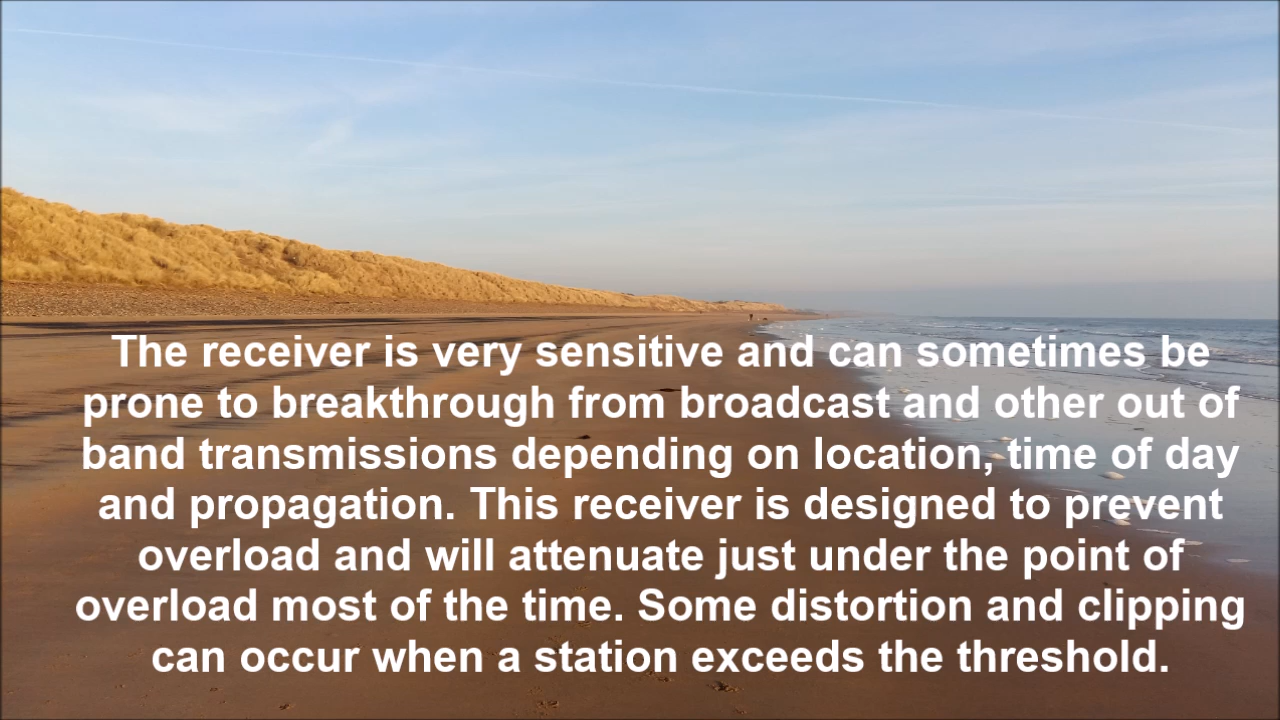 The receiver is very sensitive and can sometimes be
prone to breakthrough from broadcast and other out of
band transmissions depending on location, time of day
and propagation. This receiver is designed to prevent
overload and will attenuate just under the point of
overload most of the time. Some distortion and clipping
can occur when a station exceeds the threshold.